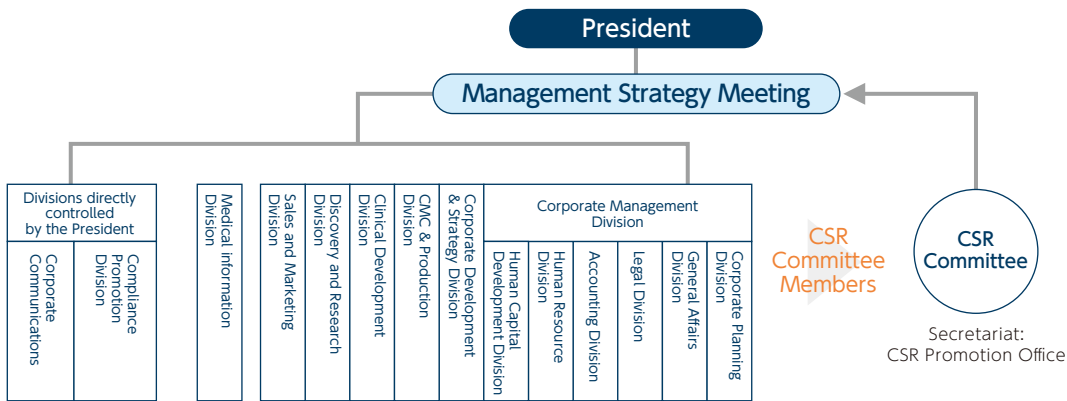 President
Management Strategy Meeting
Divisions directly
controlled
by the President
Corporate
Communications
Compliance
Promotion
Division
Medical information
Division
Sales and Marketing
Division
Discovery and Research
Division
Clinical Development
Division
CMC & Production
Division
Corporate Development
& Strategy Division
Corporate Management
Division
Human Capital
Development Division
Human Resource
Division
Accounting Division
Legal Division
General Affairs
Division
Corporate Planning
Division
CSR
Committee
Members
CSR
Committee
Secretariat:
CSR Promotion Office